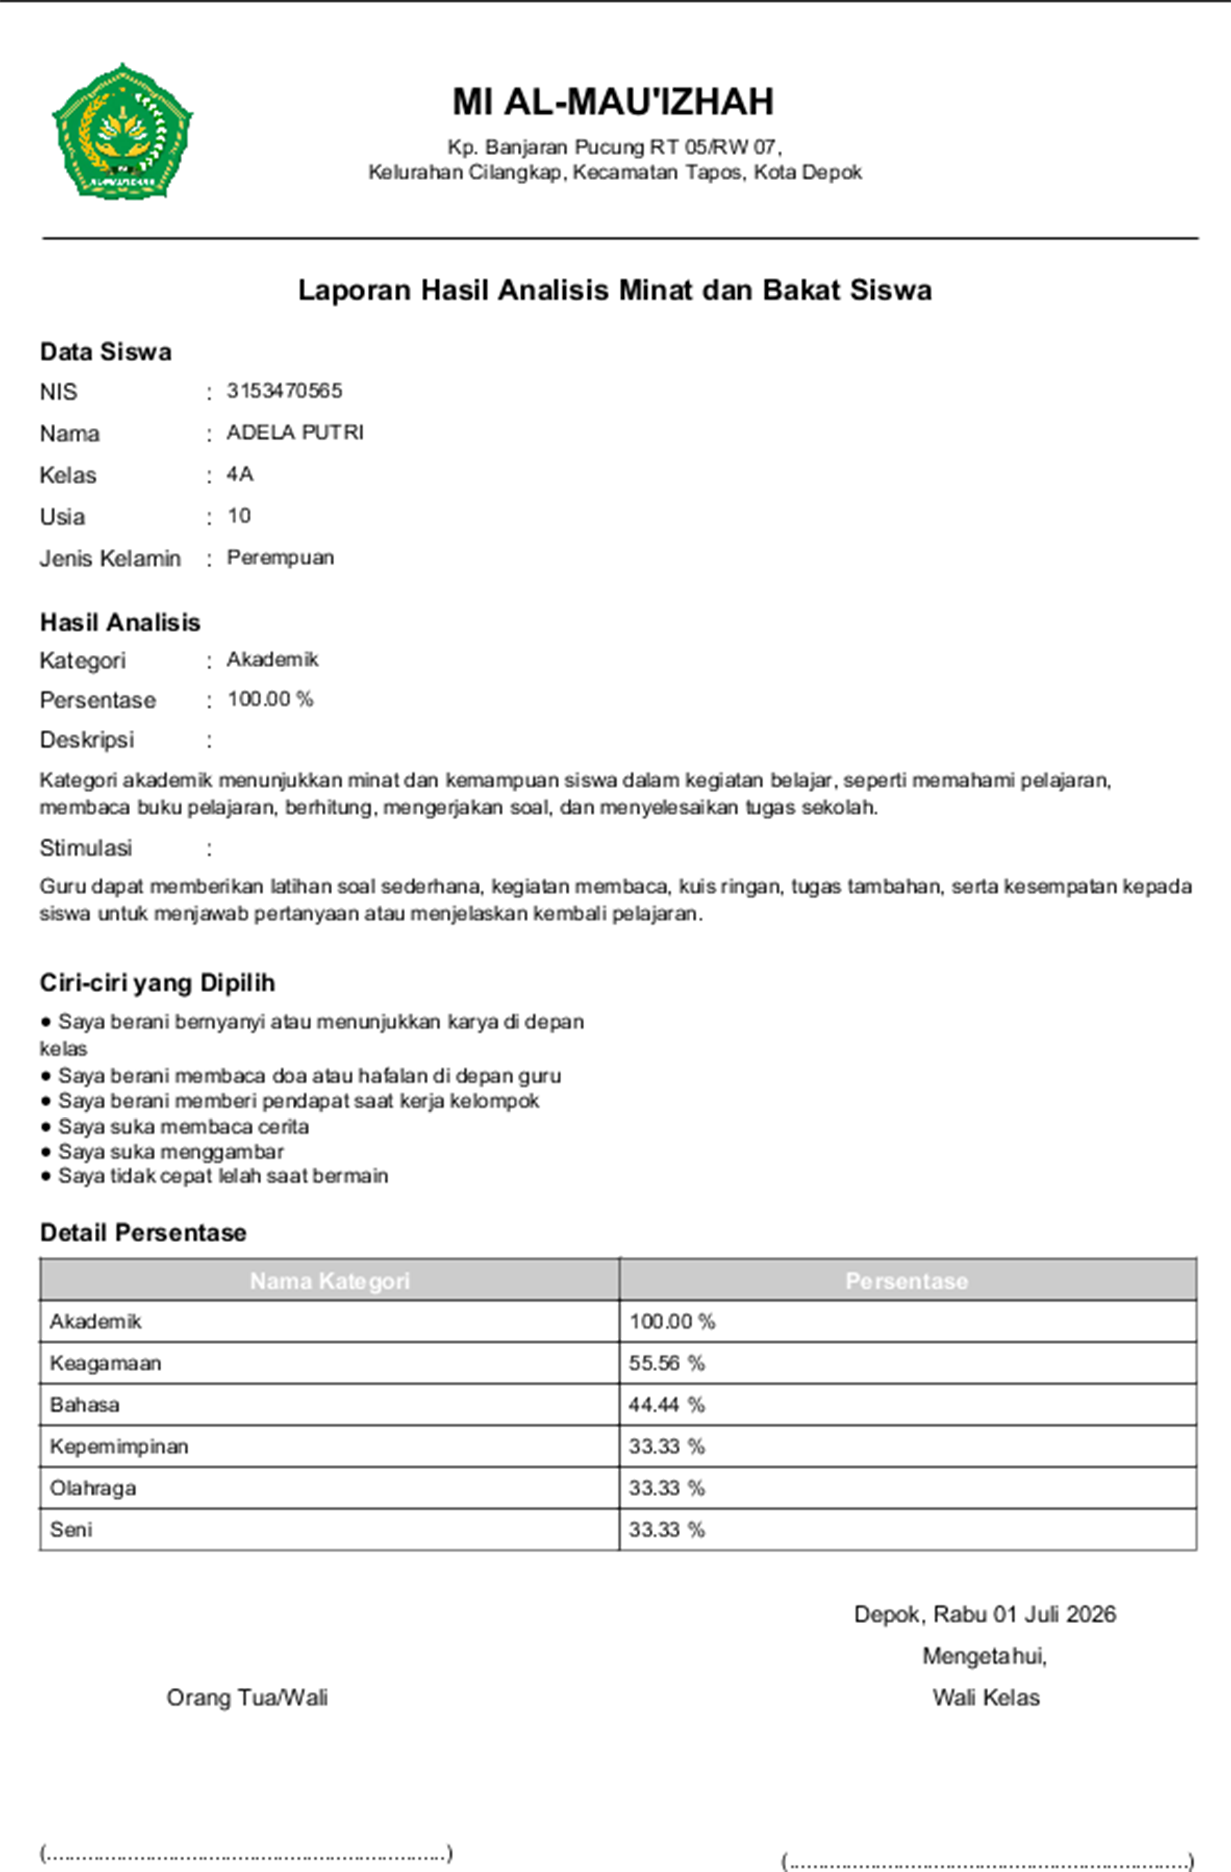 MI AL-MAU'IZHAH
Kp. Banjaran Pucung RT 05/RW 07,
Kelurahan Cilangkap, Kecamatan Tapos, Kota Depok
Laporan Hasil Analisis Minat dan Bakat Siswa
Data Siswa
NIS : 3153470565
Nama : ADELA PUTRI
Kelas : 4A
Usia : 10
Jenis Kelamin : Perempuan
Hasil Analisis
Kategori : Akademik
Persentase : 100.00 %
Deskripsi :
Kategori akademik menunjukkan minat dan kemampuan siswa dalam kegiatan belajar, seperti memahami pelajaran,
membaca buku pelajaran, berhitung, mengerjakan soal, dan menyelesaikan tugas sekolah.
Stimulasi :
Guru dapat memberikan latihan soal sederhana, kegiatan membaca, kuis ringan, tugas tambahan, serta kesempatan kepada
siswa untuk menjawab pertanyaan atau menjelaskan kembali pelajaran.
Ciri-ciri yang Dipilih
● Saya berani bernyanyi atau menunjukkan karya di depan
kelas
● Saya berani membaca doa atau hafalan di depan guru
● Saya berani memberi pendapat saat kerja kelompok
● Saya suka membaca cerita
● Saya suka menggambar
● Saya tidak cepat lelah saat bermain
Detail Persentase
Nama Kategori Persentase
Akademik 100.00 %
Keagamaan 55.56 %
Bahasa 44.44 %
Kepemimpinan 33.33 %
Olahraga 33.33 %
Seni 33.33 %
Depok, Rabu 01 Juli 2026
Mengetahui,
Orang Tua/Wali Wali Kelas
(.....................................................................)
(.....................................................................)